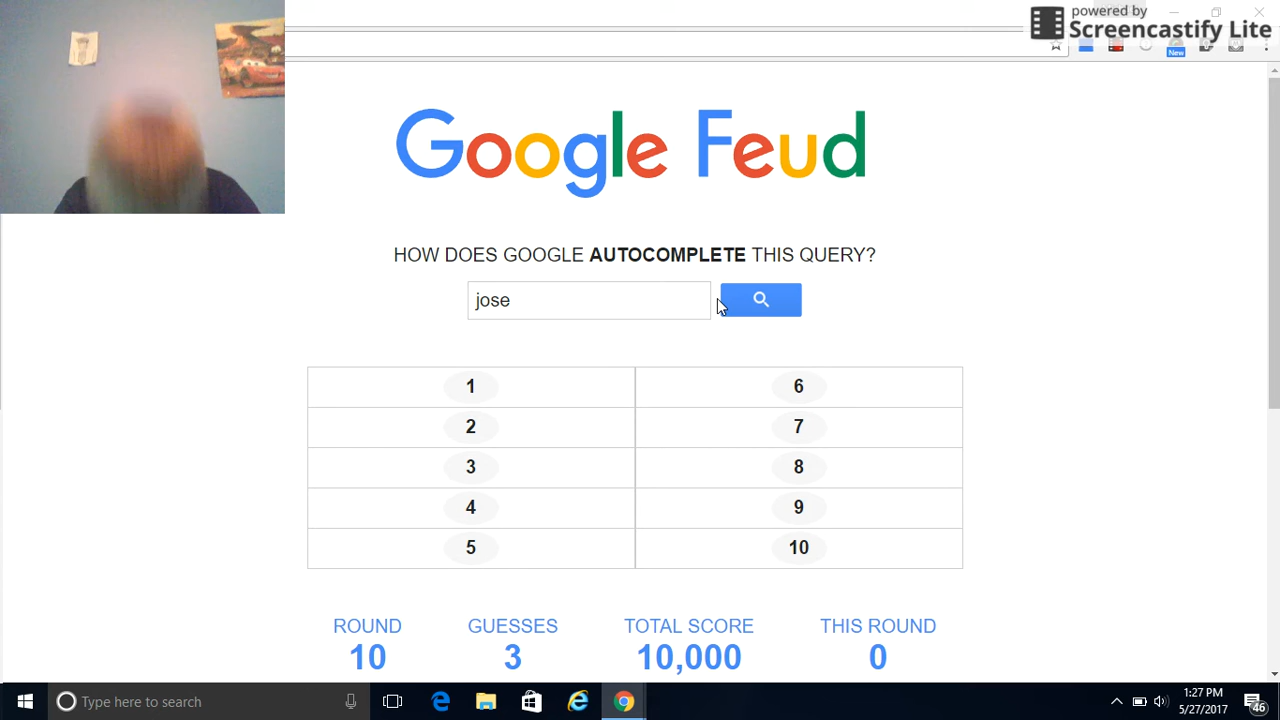 powered by
Screencastify Lite
New
Google Feud
HOW DOES GOOGLE AUTOCOMPLETE THIS QUERY?
jose
1 6
2 7
3 8
4 9
5 10
ROUND GUESSES TOTAL SCORE THIS ROUND
10 3 10,000 0
Type here to search
1:27 PM
5/27/2017
46